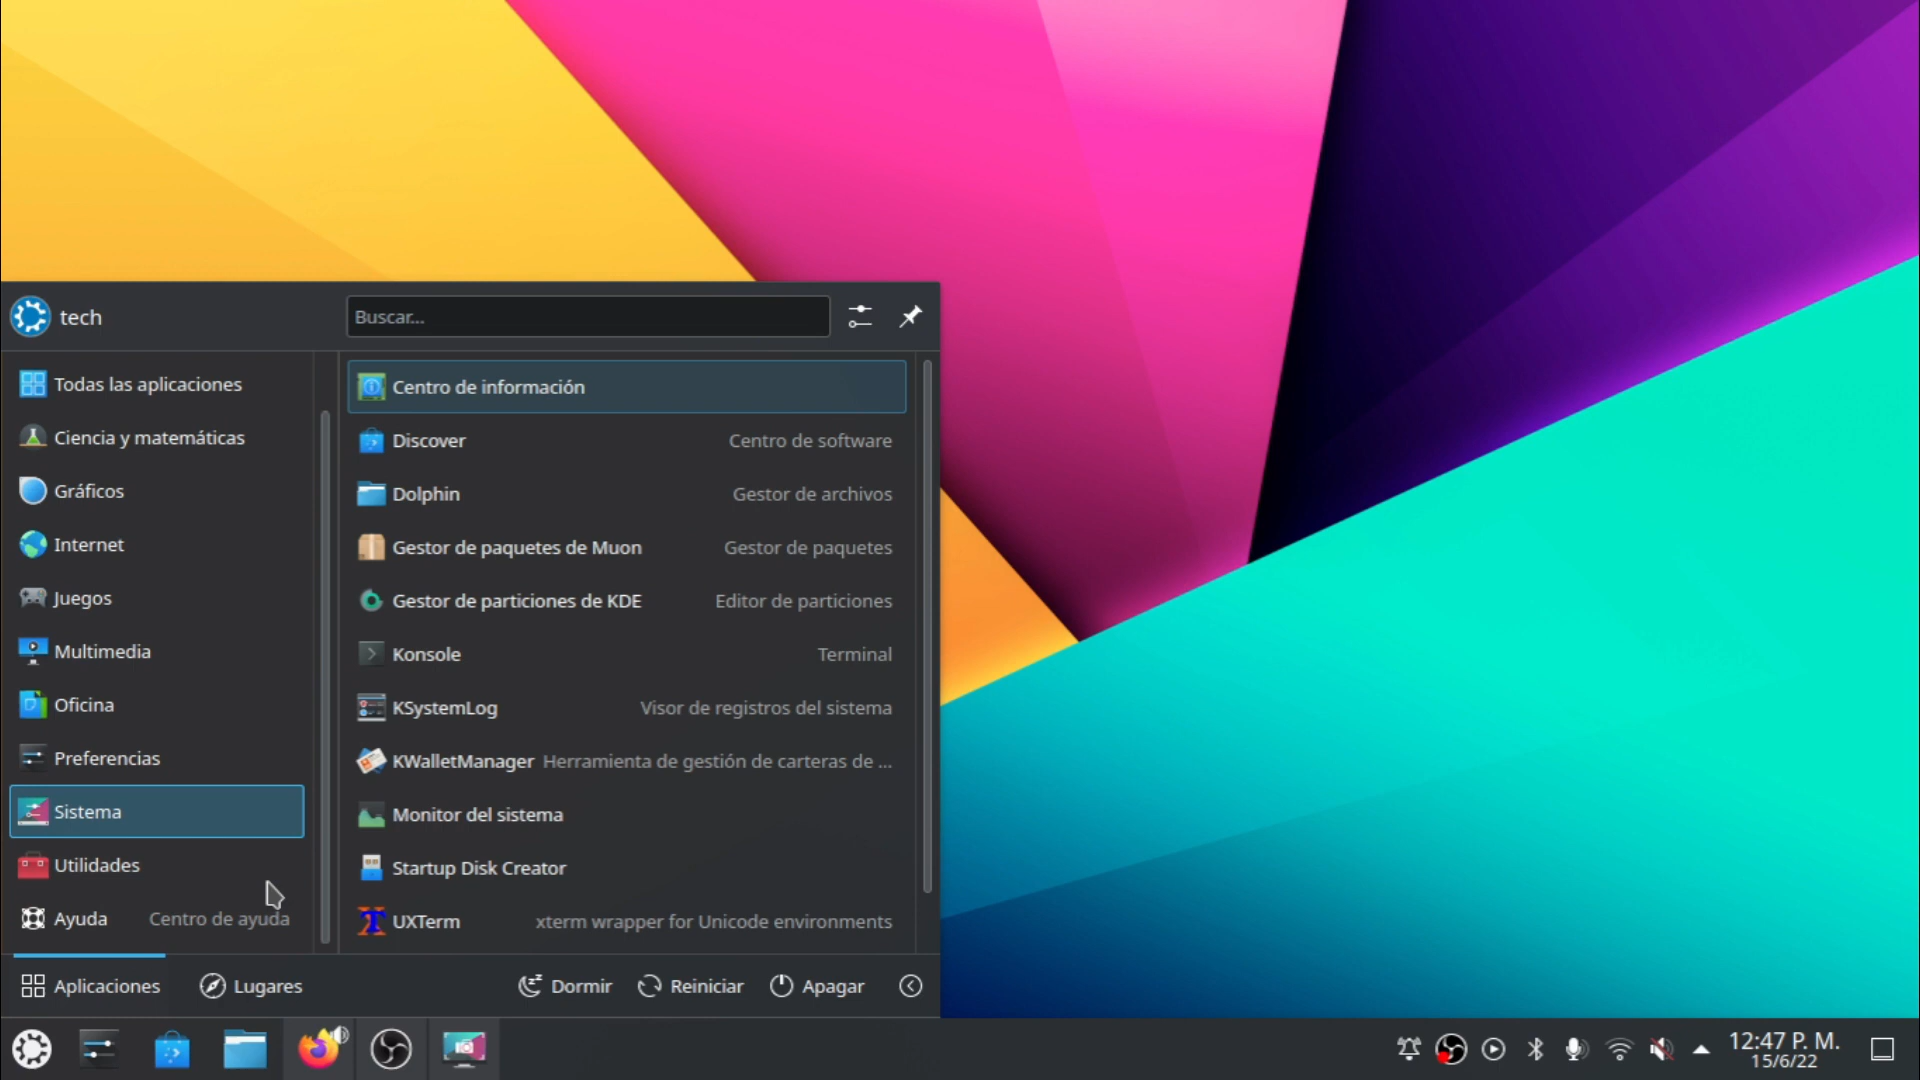 tech
Buscar...
Todas las aplicaciones
Ciencia y matemáticas
Gráficos
Internet
Juegos
Multimedia
Oficina
Preferencias
Sistema
Utilidades
Ayuda Centro de ayuda
Centro de información
Discover Centro de software
Dolphin Gestor de archivos
Gestor de paquetes de Muon Gestor de paquetes
Gestor de particiones de KDE Editor de particiones
Konsole Terminal
KSystemLog Visor de registros del sistema
KWalletManager Herramienta de gestión de carteras de ...
Monitor del sistema
Startup Disk Creator
UXTerm xterm wrapper for Unicode environments
Aplicaciones Lugares Dormir Reiniciar Apagar
12:47 P. M.
15/6/22